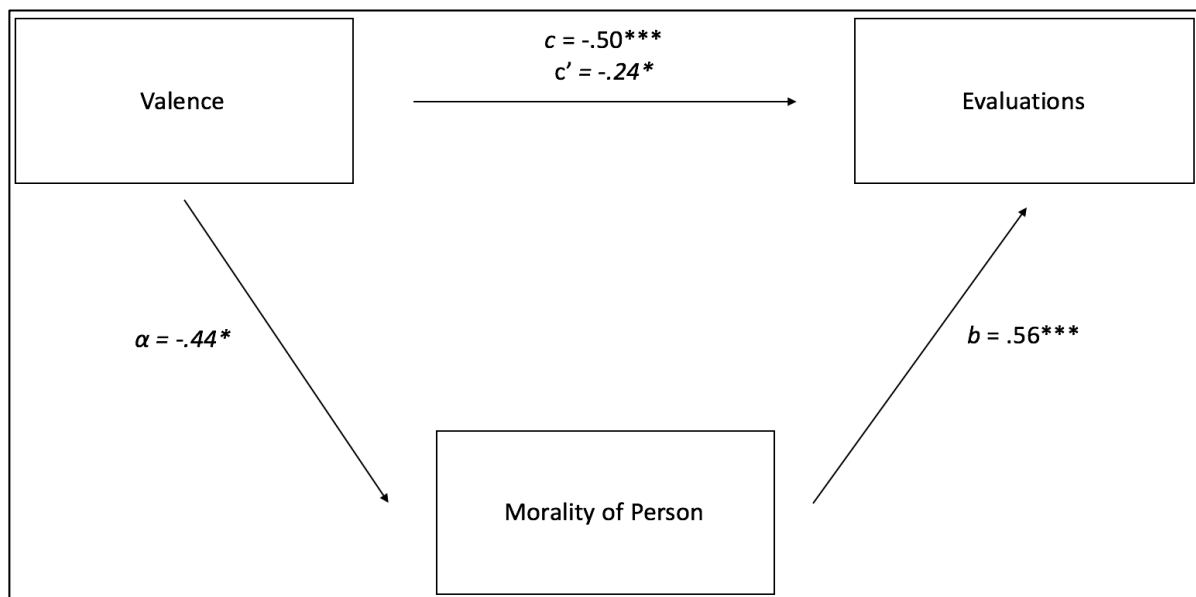 c = -.50***
c’ = -.24*
Valence
Evaluations
α = -.44*
b = .56***
Morality of Person